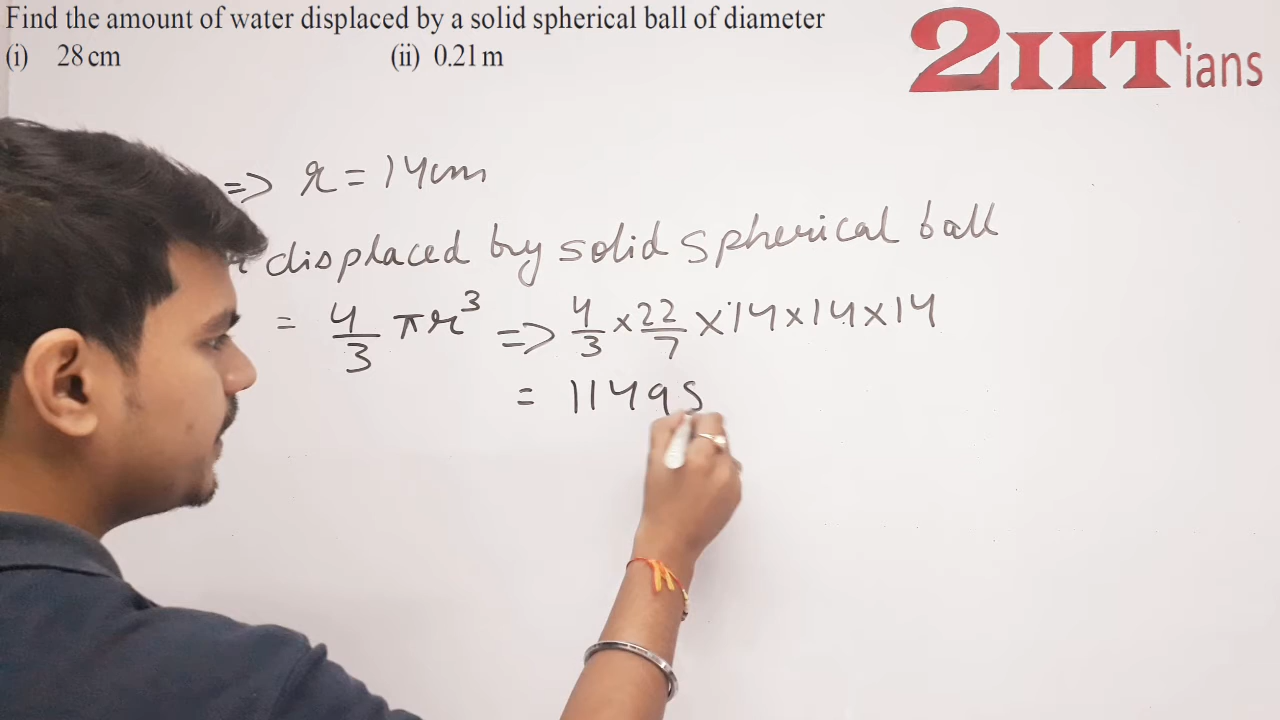 Find the amount of water displaced by a solid spherical ball of diameter
(i) 28 cm (ii) 0.21 m
2IITians
=> r = 14cm
displaced by solid spherical ball
= 4/3 πr³ => 4/3 × 22/7 × 14 × 14 × 14
= 11498